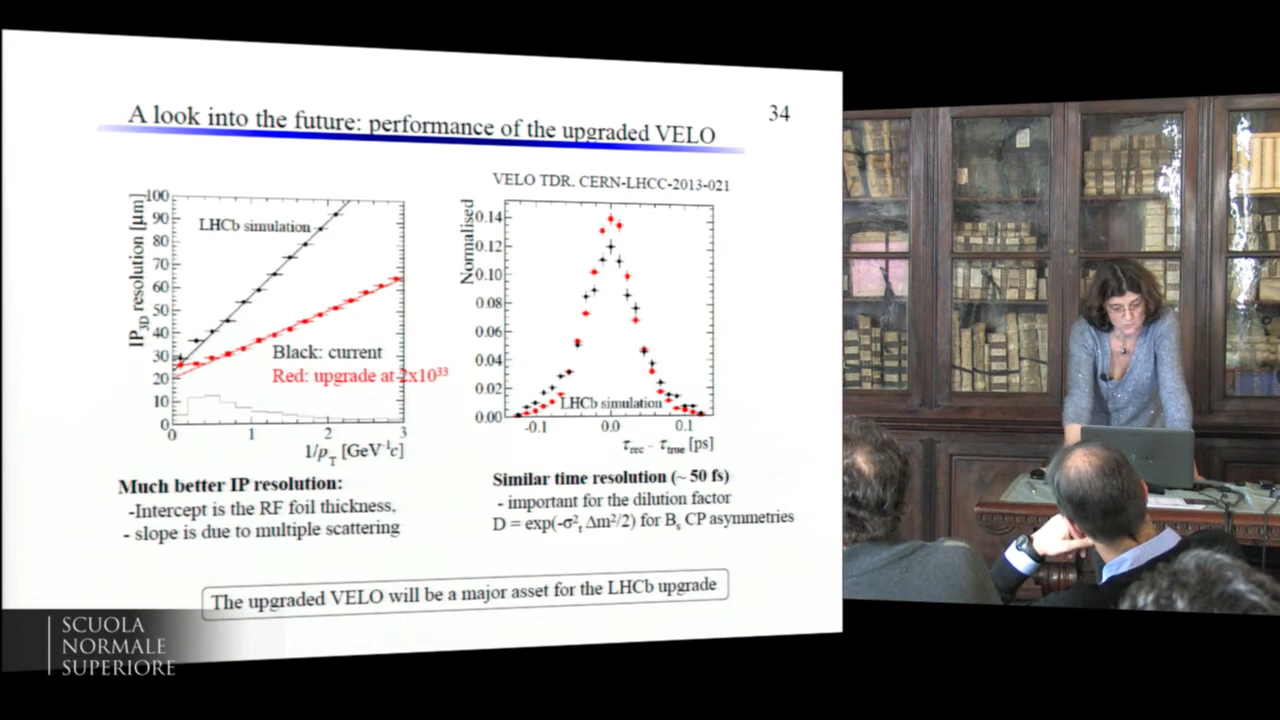 A look into the future: performance of the upgraded VELO
34
VELO TDR, CERN-LHCC-2013-021
IP3D resolution [μm]
100
90
80
70
60
50
40
30
20
10
0
LHCb simulation
Black: current
Red: upgrade at 2x10³³
0 1 2 3
1/pT [GeV⁻¹c]
Normalised
0.14
0.12
0.10
0.08
0.06
0.04
0.02
0.00
LHCb simulation
-0.1 0.0 0.1
τrec - τtrue [ps]
Much better IP resolution:
-Intercept is the RF foil thickness,
- slope is due to multiple scattering
Similar time resolution (~ 50 fs)
- important for the dilution factor
D = exp(-σ²t Δm²/2) for Bs CP asymmetries
The upgraded VELO will be a major asset for the LHCb upgrade
SCUOLA
NORMALE
SUPERIORE